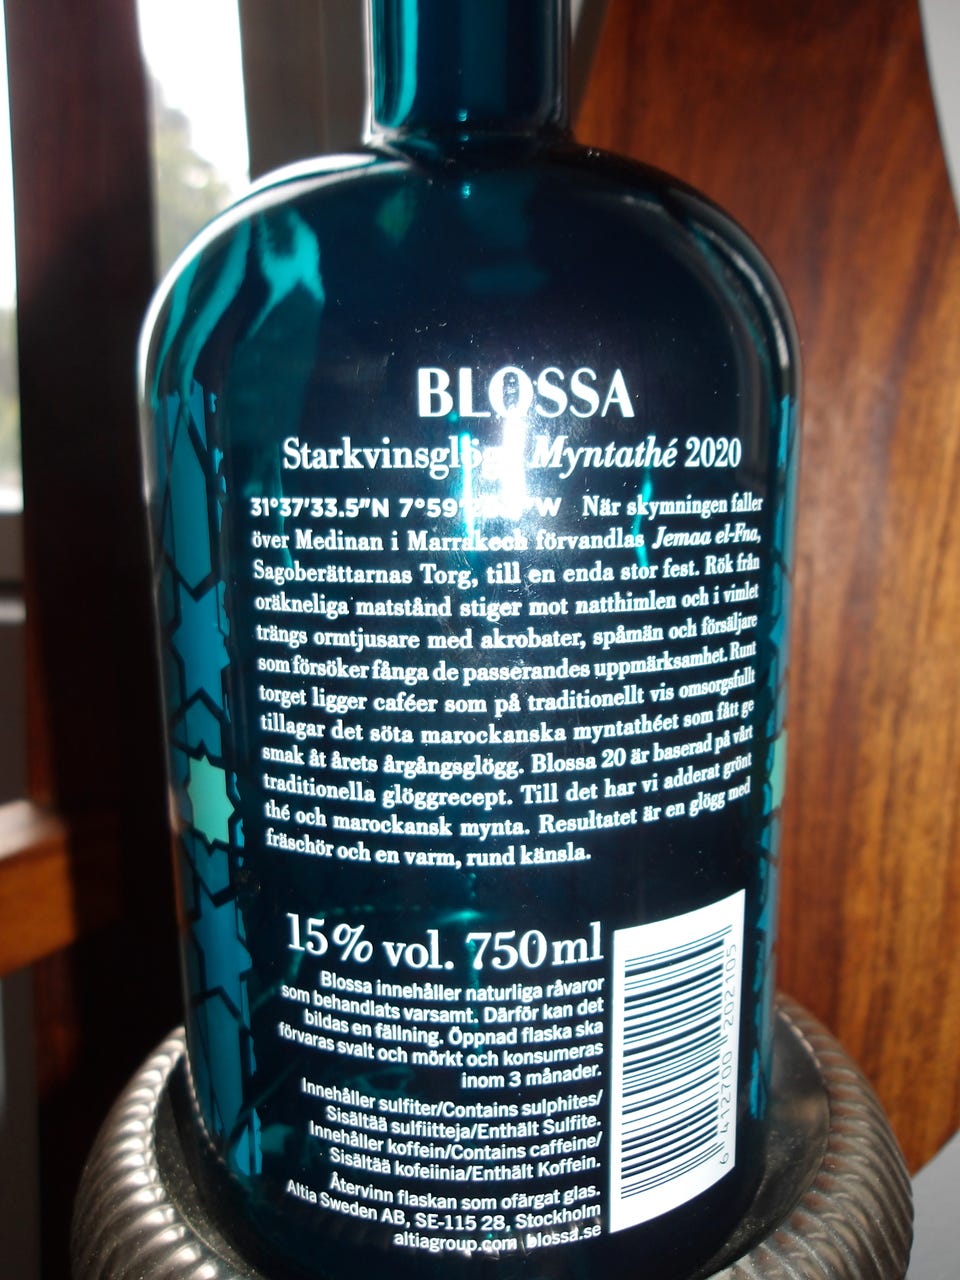 BLOSSA
Starkvinsglögg Myntathé 2020
31°37'33.5"N 7°59' "W När skymningen faller
över Medinan i Marrakech förvandlas Jemaa el-Fna,
Sagoberättarnas Torg, till en enda stor fest. Rök från
oräkneliga matstånd stiger mot natthimlen och i vimlet
trängs ormtjusare med akrobater, spåmän och försäljare
som försöker fånga de passerandes uppmärksamhet. Runt
torget ligger caféer som på traditionellt vis omsorgsfullt
tillagar det söta marockanska myntathéet som fått ge
smak åt årets årgångsglögg. Blossa 20 är baserad på vårt
traditionella glöggrecept. Till det har vi adderat grönt
thé och marockansk mynta. Resultatet är en glögg med
fräschör och en varm, rund känsla.
15% vol. 750ml
Blossa innehåller naturliga råvaror
som behandlats varsamt. Därför kan det
bildas en fällning. Öppnad flaska ska
förvaras svalt och mörkt och konsumeras
inom 3 månader.
Innehåller sulfiter/Contains sulphites/
Sisältää sulfiitteja/Enthält Sulfite.
Innehåller koffein/Contains caffeine/
Sisältää kofeiinia/Enthält Koffein.
Återvinn flaskan som ofärgat glas.
Altia Sweden AB, SE-115 28, Stockholm
altiagroup.com blossa.se
6 412700 202105